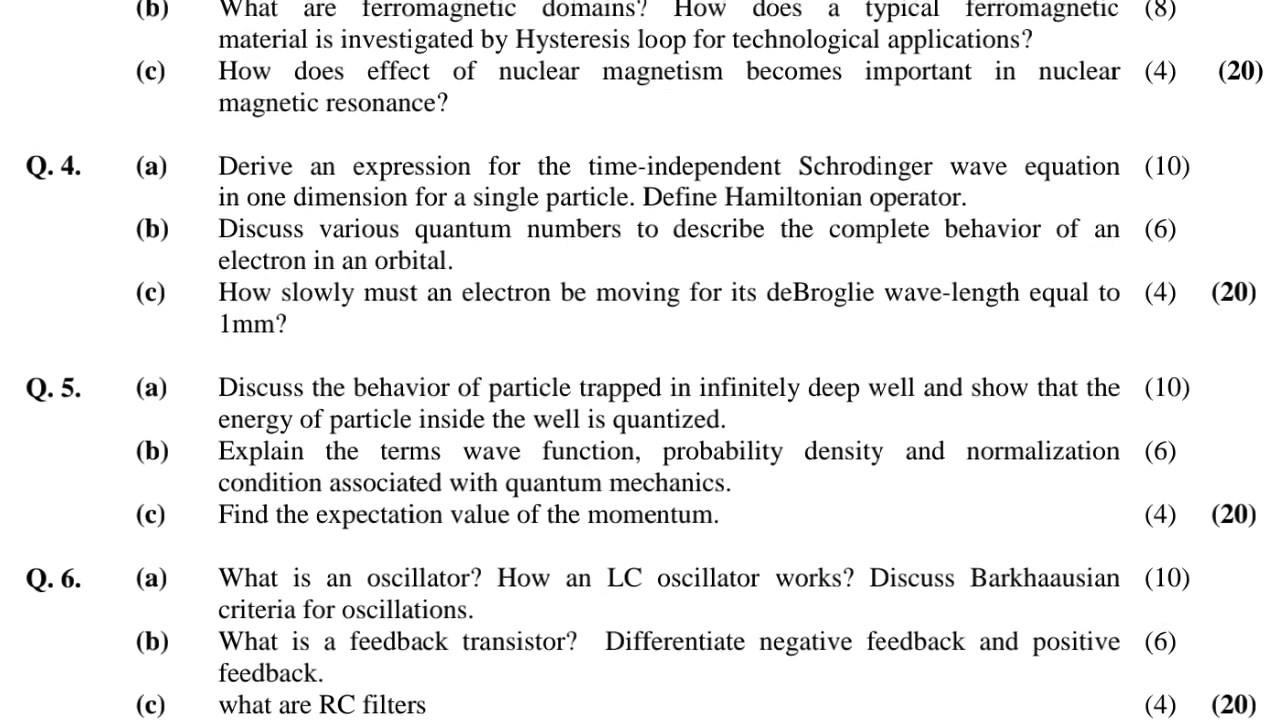 (b) What are ferromagnetic domains? How does a typical ferromagnetic (8)
material is investigated by Hysteresis loop for technological applications?
(c) How does effect of nuclear magnetism becomes important in nuclear (4) (20)
magnetic resonance?
Q. 4. (a) Derive an expression for the time-independent Schrodinger wave equation (10)
in one dimension for a single particle. Define Hamiltonian operator.
(b) Discuss various quantum numbers to describe the complete behavior of an (6)
electron in an orbital.
(c) How slowly must an electron be moving for its deBroglie wave-length equal to (4) (20)
1mm?
Q. 5. (a) Discuss the behavior of particle trapped in infinitely deep well and show that the (10)
energy of particle inside the well is quantized.
(b) Explain the terms wave function, probability density and normalization (6)
condition associated with quantum mechanics.
(c) Find the expectation value of the momentum. (4) (20)
Q. 6. (a) What is an oscillator? How an LC oscillator works? Discuss Barkhaausian (10)
criteria for oscillations.
(b) What is a feedback transistor? Differentiate negative feedback and positive (6)
feedback.
(c) what are RC filters (4) (20)